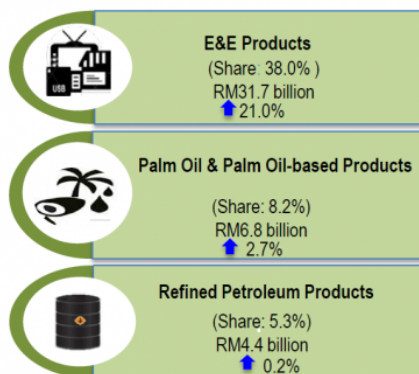 E&E Products
(Share: 38.0% )
RM31.7 billion
21.0%
USB
Palm Oil & Palm Oil-based Products
(Share: 8.2%)
RM6.8 billion
2.7%
Refined Petroleum Products
(Share: 5.3%)
RM4.4 billion
0.2%